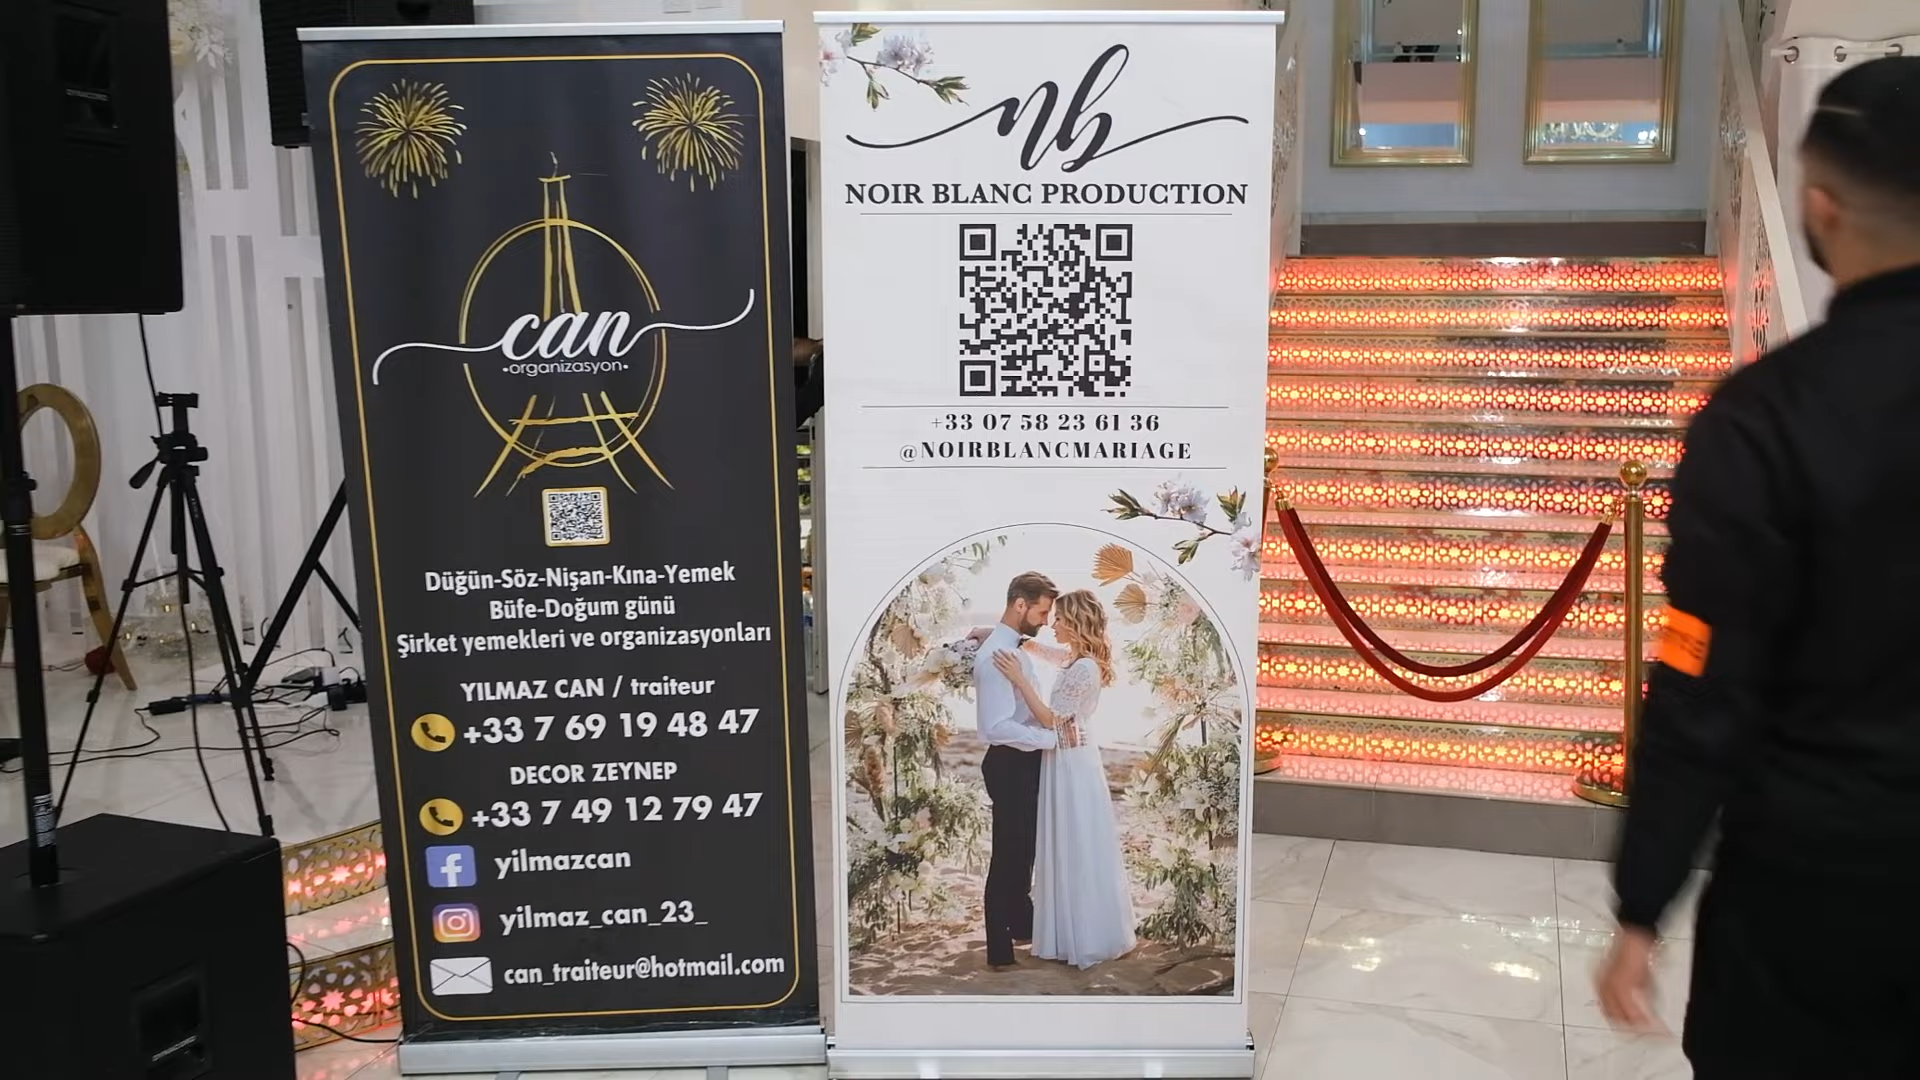 can
•organizasyon•
Düğün-Söz-Nişan-Kına-Yemek
Büfe-Doğum günü
Şirket yemekleri ve organizasyonları
YILMAZ CAN / traiteur
+33 7 69 19 48 47
DECOR ZEYNEP
+33 7 49 12 79 47
yilmazcan
yilmaz_can_23_
can_traiteur@hotmail.com
nb
NOIR BLANC PRODUCTION
+33 07 58 23 61 36
@NOIRBLANCMARIAGE
DYNACORD